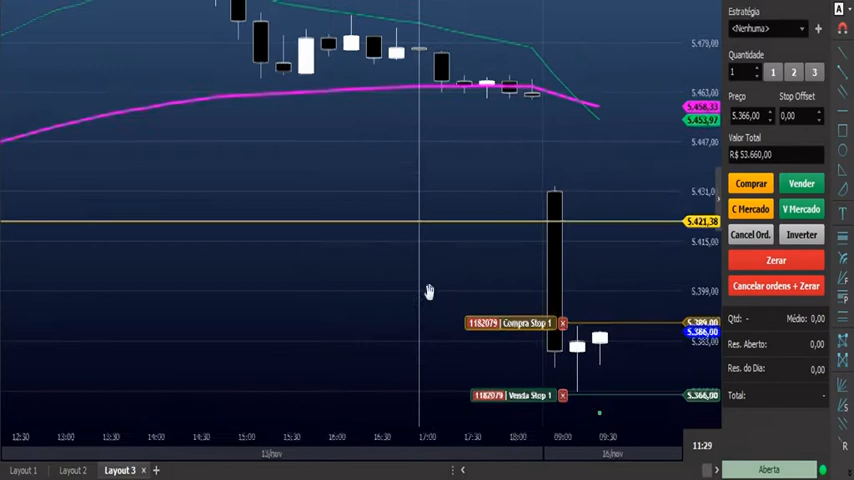 Estratégia
A
<Nenhuma>
Quantidade
1
1 2 3
Preço Stop Offset
5.366,00 0,00
Valor Total
R$ 53.660,00
Comprar Vender
C Mercado V Mercado
Cancel Ord. Inverter
Zerar
Cancelar ordens + Zerar
Qtd: - Médio: 0,00
Res. Aberto: 0,00
Res. do Dia: 0,00
Total: -
5.479,00
5.463,00
5.458,33
5.453,97
5.447,00
5.431,00
5.421,38
5.415,00
5.399,00
1182079 | Compra Stop 1 x 5.389,00
5.386,00
5.383,00
1182079 | Venda Stop 1 x 5.366,00
12:30 13:00 13:30 14:00 14:30 15:00 15:30 16:00 16:30 17:00 17:30 18:00 09:00 09:30
11:29
13/nov 16/nov
Layout 1 Layout 2 Layout 3 x +
Aberta